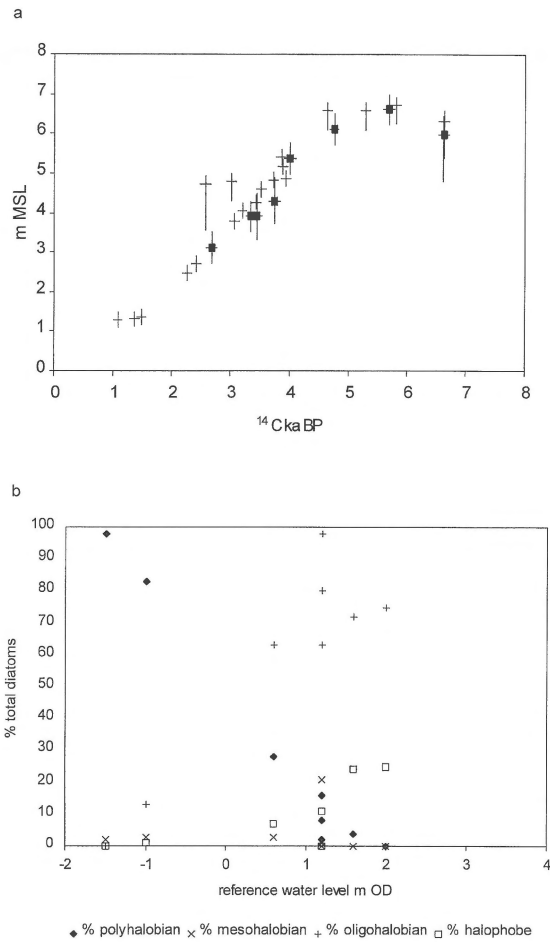 a
8
7
6
5
4
3
2
1
0
m MSL
0 1 2 3 4 5 6 7 8
14 C ka BP
b
100
90
80
70
60
50
40
30
20
10
0
% total diatoms
-2 -1 0 1 2 3 4
reference water level m OD
% polyhalobian % mesohalobian % oligohalobian % halophobe